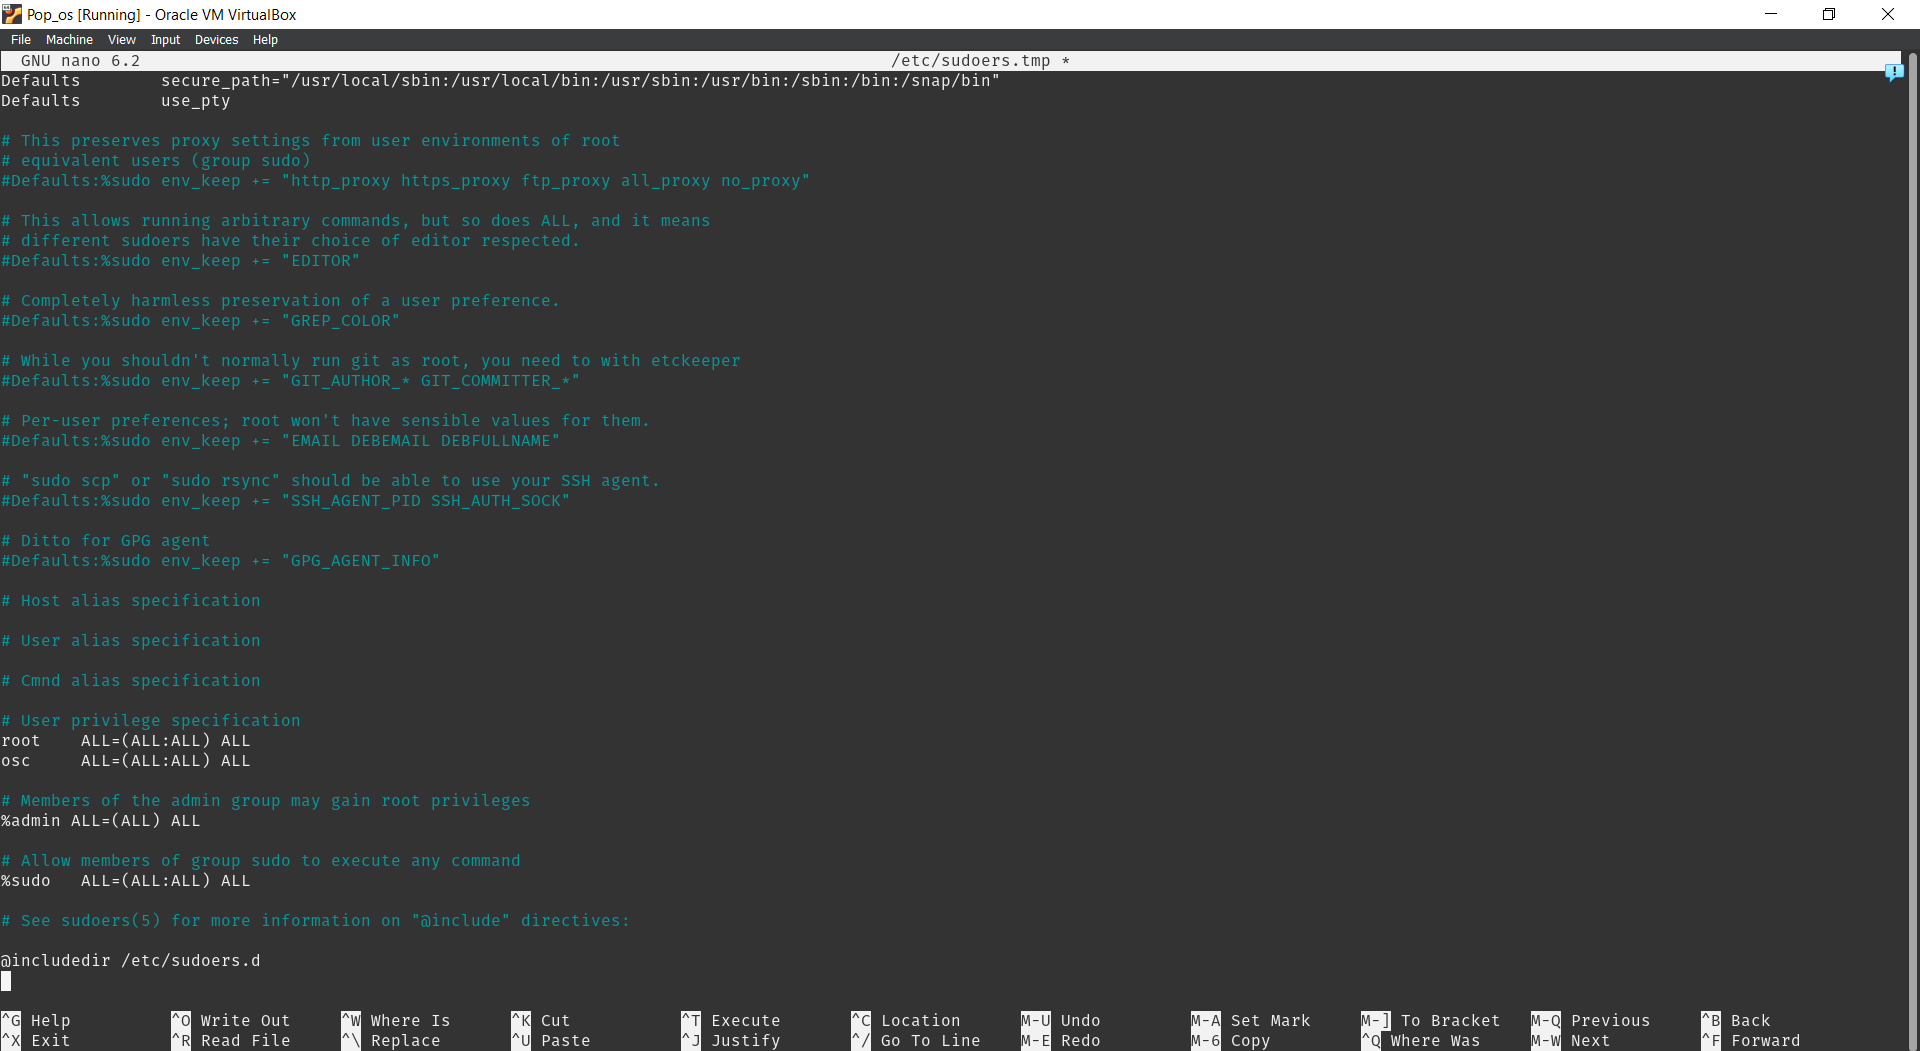 Pop_os [Running] - Oracle VM VirtualBox
File Machine View Input Devices Help
GNU nano 6.2 /etc/sudoers.tmp *
Defaults        secure_path="/usr/local/sbin:/usr/local/bin:/usr/sbin:/usr/bin:/sbin:/bin:/snap/bin"
Defaults        use_pty
# This preserves proxy settings from user environments of root
# equivalent users (group sudo)
#Defaults:%sudo env_keep += "http_proxy https_proxy ftp_proxy all_proxy no_proxy"
# This allows running arbitrary commands, but so does ALL, and it means
# different sudoers have their choice of editor respected.
#Defaults:%sudo env_keep += "EDITOR"
# Completely harmless preservation of a user preference.
#Defaults:%sudo env_keep += "GREP_COLOR"
# While you shouldn't normally run git as root, you need to with etckeeper
#Defaults:%sudo env_keep += "GIT_AUTHOR_* GIT_COMMITTER_*"
# Per-user preferences; root won't have sensible values for them.
#Defaults:%sudo env_keep += "EMAIL DEBEMAIL DEBFULLNAME"
# "sudo scp" or "sudo rsync" should be able to use your SSH agent.
#Defaults:%sudo env_keep += "SSH_AGENT_PID SSH_AUTH_SOCK"
# Ditto for GPG agent
#Defaults:%sudo env_keep += "GPG_AGENT_INFO"
# Host alias specification
# User alias specification
# Cmnd alias specification
# User privilege specification
root    ALL=(ALL:ALL) ALL
osc     ALL=(ALL:ALL) ALL
# Members of the admin group may gain root privileges
%admin ALL=(ALL) ALL
# Allow members of group sudo to execute any command
%sudo   ALL=(ALL:ALL) ALL
# See sudoers(5) for more information on "@include" directives:
@includedir /etc/sudoers.d
^G Help ^O Write Out ^W Where Is ^K Cut ^T Execute ^C Location M-U Undo M-A Set Mark M-] To Bracket M-Q Previous ^B Back
^X Exit ^R Read File ^\ Replace ^U Paste ^J Justify ^/ Go To Line M-E Redo M-6 Copy ^Q Where Was M-W Next ^F Forward